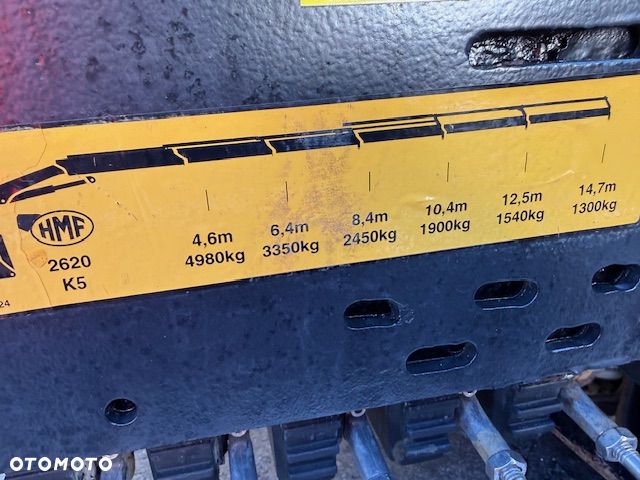 HMF
2620
K5
4,6m
4980kg
6,4m
3350kg
8,4m
2450kg
10,4m
1900kg
12,5m
1540kg
14,7m
1300kg
24
OTOMOTO